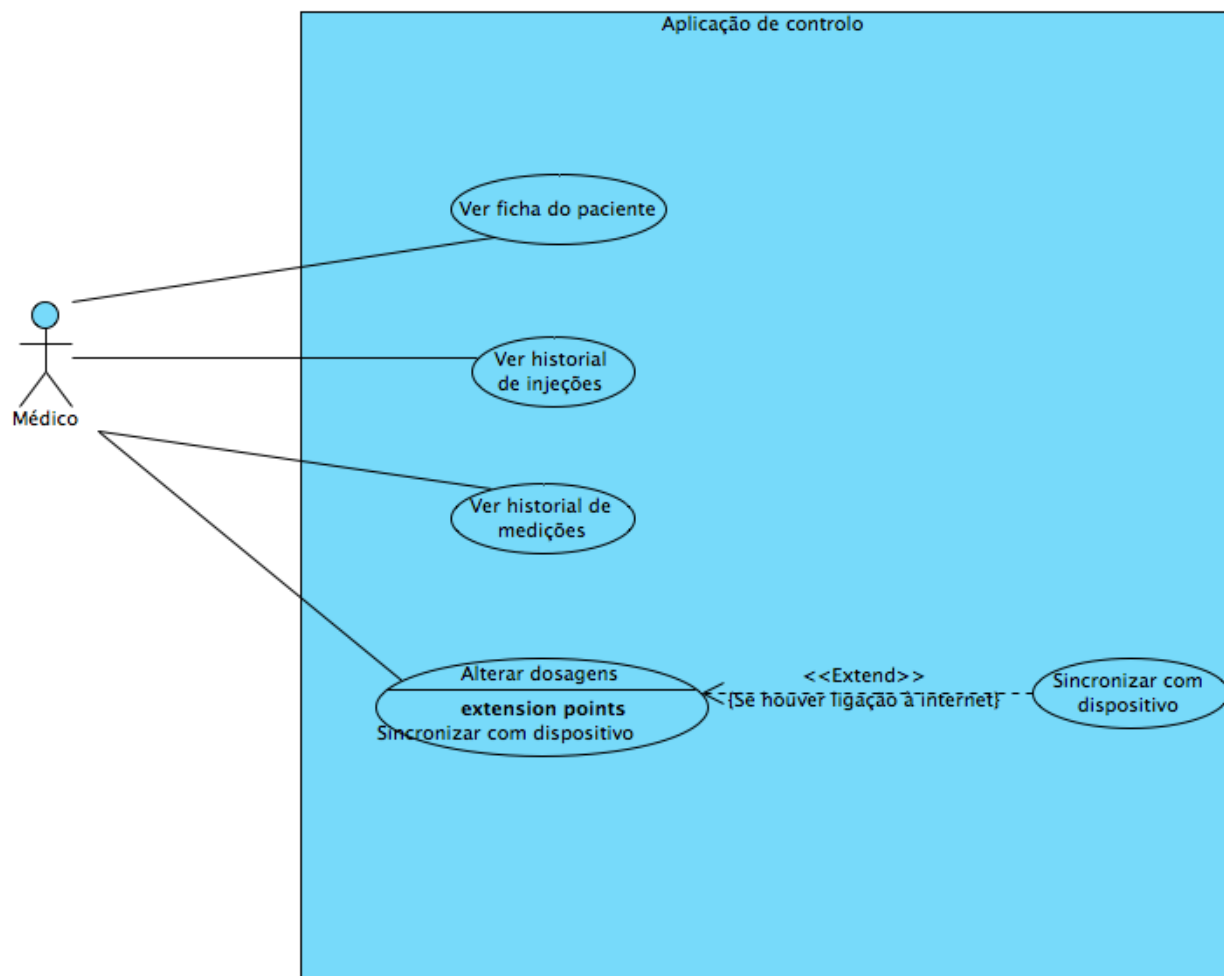 Aplicação de controlo
Ver ficha do paciente
Ver historial
de injeções
Médico
Ver historial de
medições
Alterar dosagens
extension points
Sincronizar com dispositivo
<<Extend>>
{Se houver ligação à internet}
Sincronizar com
dispositivo